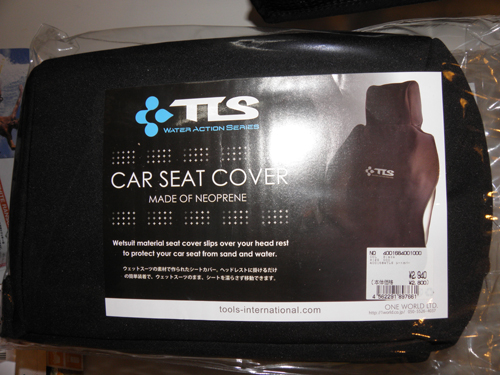 TLS
WATER ACTION SERIES
CAR SEAT COVER
MADE OF NEOPRENE
Wetsuit material seat cover slips over your head rest
to protect your car seat from sand and water.
ウェットスーツの素材で作られたシートカバー。ヘッドレストに掛けるだけ
の簡単装着で、ウェットスーツのまま、シートを濡らさず移動できます。
tools-international.com
TLS
NO
ONE WORLD LTD.